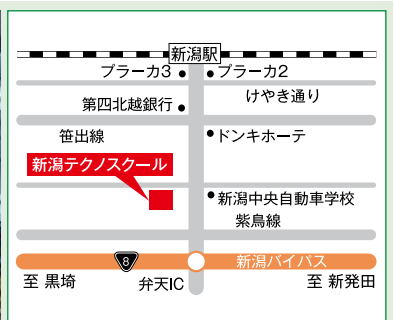 新潟駅
プラーカ3
プラーカ2
けやき通り
第四北越銀行
笹出線
ドンキホーテ
新潟テクノスクール
新潟中央自動車学校
紫鳥線
8
新潟バイパス
至 黒埼
弁天IC
至 新発田